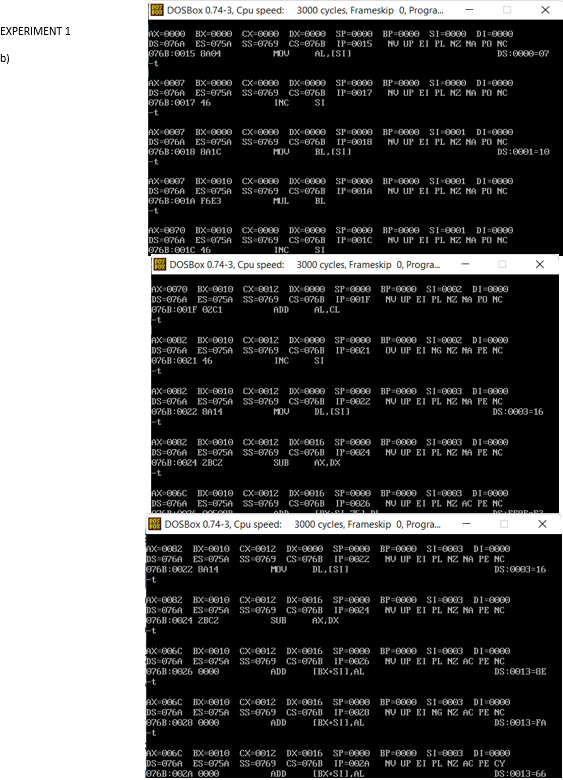 EXPERIMENT 1
b)
DOSBox 0.74-3, Cpu speed: 3000 cycles, Frameskip 0, Progra...
AX=0000 BX=0000 CX=0000 DX=0000 SP=0000 BP=0000 SI=0000 DI=0000
DS=076A ES=075A SS=0769 CS=076B IP=0015 NV UP EI PL NZ NA PO NC
076B:0015 8A04 MOV AL,[SI] DS:0000=07
-t
AX=0007 BX=0000 CX=0000 DX=0000 SP=0000 BP=0000 SI=0000 DI=0000
DS=076A ES=075A SS=0769 CS=076B IP=0017 NV UP EI PL NZ NA PO NC
076B:0017 46 INC SI
-t
AX=0007 BX=0000 CX=0000 DX=0000 SP=0000 BP=0000 SI=0001 DI=0000
DS=076A ES=075A SS=0769 CS=076B IP=0018 NV UP EI PL NZ NA PO NC
076B:0018 8A1C MOV BL,[SI] DS:0001=10
-t
AX=0007 BX=0010 CX=0000 DX=0000 SP=0000 BP=0000 SI=0001 DI=0000
DS=076A ES=075A SS=0769 CS=076B IP=001A NV UP EI PL NZ NA PO NC
076B:001A F6E3 MUL BL
-t
AX=0070 BX=0010 CX=0000 DX=0000 SP=0000 BP=0000 SI=0001 DI=0000
DS=076A ES=075A SS=0769 CS=076B IP=001C NV UP EI PL NZ NA PO NC
076B:001C 46 INC SI
DOSBox 0.74-3, Cpu speed: 3000 cycles, Frameskip 0, Progra...
AX=0070 BX=0010 CX=0012 DX=0000 SP=0000 BP=0000 SI=0002 DI=0000
DS=076A ES=075A SS=0769 CS=076B IP=001F NV UP EI PL NZ NA PO NC
076B:001F 02C1 ADD AL,CL
-t
AX=0082 BX=0010 CX=0012 DX=0000 SP=0000 BP=0000 SI=0002 DI=0000
DS=076A ES=075A SS=0769 CS=076B IP=0021 OV UP EI NG NZ NA PE NC
076B:0021 46 INC SI
-t
AX=0082 BX=0010 CX=0012 DX=0000 SP=0000 BP=0000 SI=0003 DI=0000
DS=076A ES=075A SS=0769 CS=076B IP=0022 NV UP EI PL NZ NA PE NC
076B:0022 8A14 MOV DL,[SI] DS:0003=16
-t
AX=0082 BX=0010 CX=0012 DX=0016 SP=0000 BP=0000 SI=0003 DI=0000
DS=076A ES=075A SS=0769 CS=076B IP=0024 NV UP EI PL NZ NA PE NC
076B:0024 2BC2 SUB AX,DX
-t
AX=006C BX=0010 CX=0012 DX=0016 SP=0000 BP=0000 SI=0003 DI=0000
DS=076A ES=075A SS=0769 CS=076B IP=0026 NV UP EI PL NZ AC PE NC
DOSBox 0.74-3, Cpu speed: 3000 cycles, Frameskip 0, Progra...
AX=0082 BX=0010 CX=0012 DX=0000 SP=0000 BP=0000 SI=0003 DI=0000
DS=076A ES=075A SS=0769 CS=076B IP=0022 NV UP EI PL NZ NA PE NC
076B:0022 8A14 MOV DL,[SI] DS:0003=16
-t
AX=0082 BX=0010 CX=0012 DX=0016 SP=0000 BP=0000 SI=0003 DI=0000
DS=076A ES=075A SS=0769 CS=076B IP=0024 NV UP EI PL NZ NA PE NC
076B:0024 2BC2 SUB AX,DX
-t
AX=006C BX=0010 CX=0012 DX=0016 SP=0000 BP=0000 SI=0003 DI=0000
DS=076A ES=075A SS=0769 CS=076B IP=0026 NV UP EI PL NZ AC PE NC
076B:0026 0000 ADD [BX+SI],AL DS:0013=8E
-t
AX=006C BX=0010 CX=0012 DX=0016 SP=0000 BP=0000 SI=0003 DI=0000
DS=076A ES=075A SS=0769 CS=076B IP=0028 NV UP EI NG NZ AC PE NC
076B:0028 0000 ADD [BX+SI],AL DS:0013=FA
-t
AX=006C BX=0010 CX=0012 DX=0016 SP=0000 BP=0000 SI=0003 DI=0000
DS=076A ES=075A SS=0769 CS=076B IP=002A NV UP EI PL NZ AC PE CY
076B:002A 0000 ADD [BX+SI],AL DS:0013=66